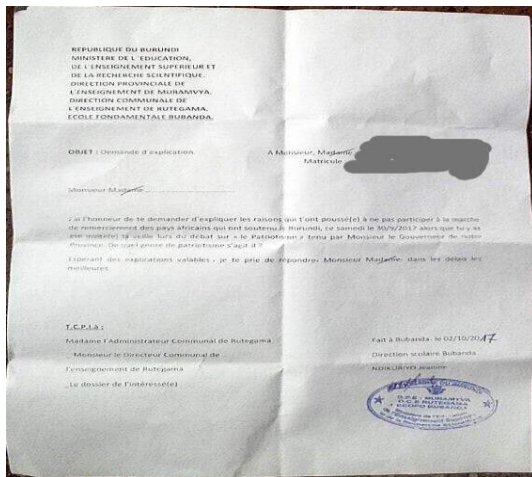 REPUBLIQUE DU BURUNDI
MINISTERE DE L'EDUCATION,
DE L'ENSEIGNEMENT SUPERIEUR ET
DE LA RECHERCHE SCIENTIFIQUE.
DIRECTION PROVINCIALE DE
L'ENSEIGNEMENT DE MURAMVYA.
DIRECTION COMMUNALE DE
L'ENSEIGNEMENT DE RUTEGAMA.
ECOLE FONDAMENTALE BUBANDA.
OBJET : Demande d'explication. A Monsieur, Madame
Matricule
Monsieur Madame
J'ai l'honneur de te demander d'expliquer les raisons qui t'ont poussé(e) à ne pas participer à la marche
de remerciement des pays africains qui ont soutenu le Burundi, ce samedi le 30/9/2017 alors que tu y as
été invité(e) la veille lors du débat sur « le Patriotisme » tenu par Monsieur le Gouverneur de notre
Province. De quel genre de patriotisme s'agit-il ?
Espérant des explications valables, je te prie de répondre, Monsieur Madame, dans les délais les
meilleures.
T.C.P.I à :
Madame l'Administrateur Communal de Rutegama
Monsieur le Directeur Communal de
l'enseignement de Rutegama
Le dossier de l'intéressé(e)
Fait à Bubanda, le 02/10/2017
Direction scolaire Bubanda
NDIKURIYO
D.P.E : MURAMVYA
D.C.E RUTEGAMA
ECOFO BUBANDA